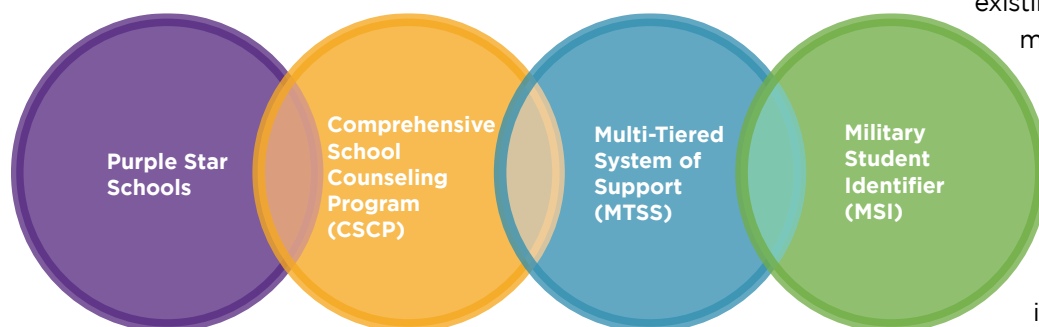 Purple Star
Schools
Comprehensive
School
Counseling
Program
(CSCP)
Multi-Tiered
System of
Support
(MTSS)
Military
Student
Identifier
(MSI)